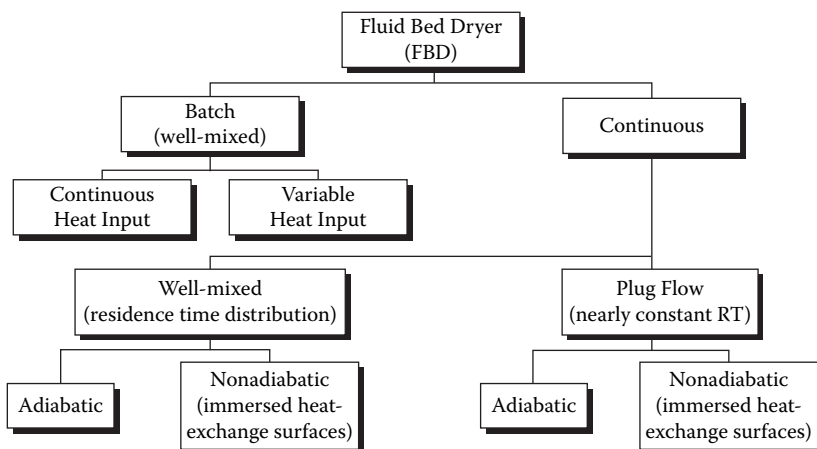 Fluid Bed Dryer
(FBD)
Batch
(well-mixed)
Continuous
Continuous
Heat Input
Variable
Heat Input
Well-mixed
(residence time distribution)
Plug Flow
(nearly constant RT)
Adiabatic
Nonadiabatic
(immersed heat-
exchange surfaces)
Adiabatic
Nonadiabatic
(immersed heat-
exchange surfaces)